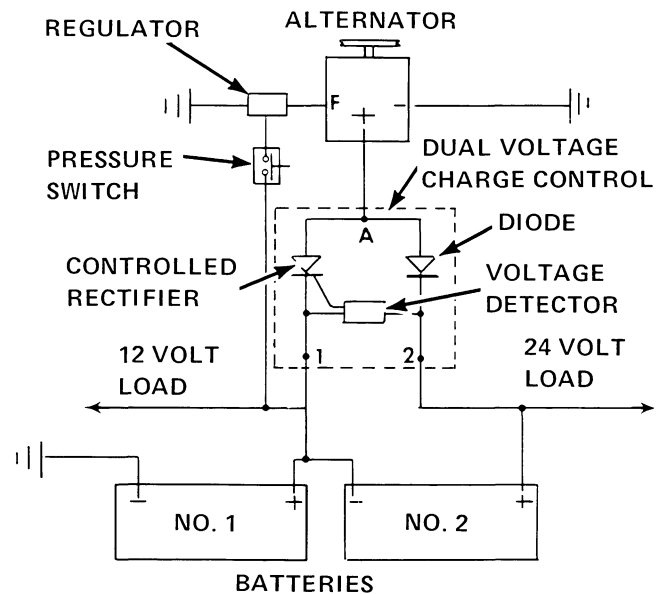 ALTERNATOR
REGULATOR
F
+
-
PRESSURE
SWITCH
DUAL VOLTAGE
CHARGE CONTROL
A
DIODE
CONTROLLED
RECTIFIER
VOLTAGE
DETECTOR
12 VOLT
LOAD
1
2
24 VOLT
LOAD
-
+
-
+
NO. 1
NO. 2
BATTERIES